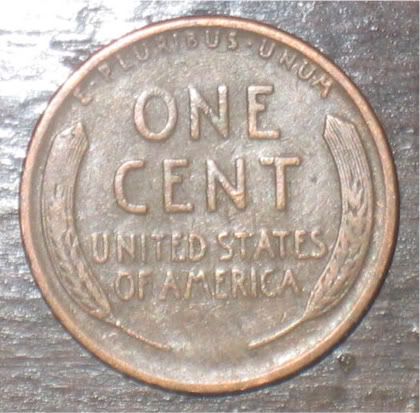 E·PLURIBUS·UNUM
ONE
CENT
UNITED STATES
OF AMERICA